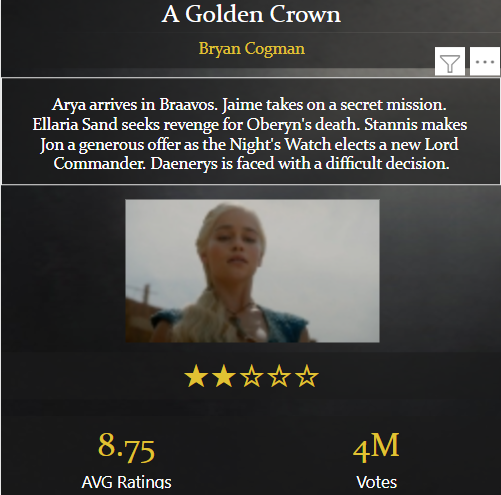 A Golden Crown
Bryan Cogman
Arya arrives in Braavos. Jaime takes on a secret mission.
Ellaria Sand seeks revenge for Oberyn's death. Stannis makes
Jon a generous offer as the Night's Watch elects a new Lord
Commander. Daenerys is faced with a difficult decision.
8.75
4M
AVG Ratings
Votes